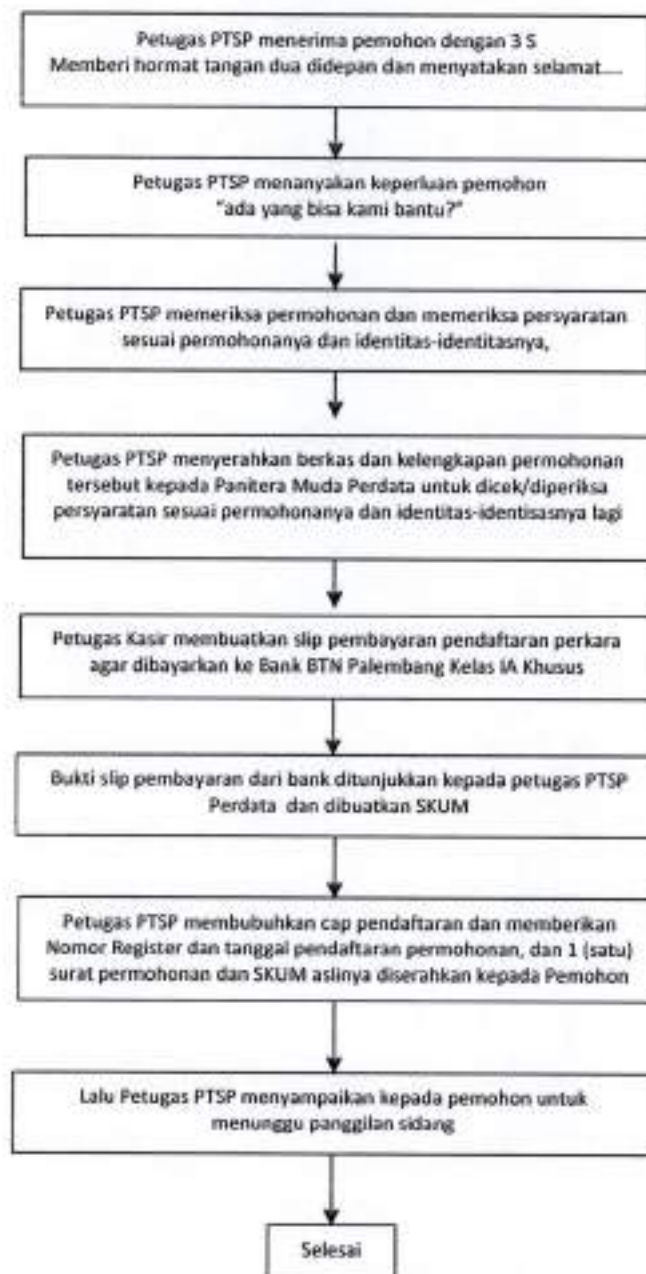 Petugas PTSP menerima pemohon dengan 3 S
Memberi hormat tangan dua didepan dan menyatakan selamat....
Petugas PTSP menanyakan keperluan pemohon
"ada yang bisa kami bantu?"
Petugas PTSP memeriksa permohonan dan memeriksa persyaratan
sesuai permohonanya dan identitas-identitasnya,
Petugas PTSP menyerahkan berkas dan kelengkapan permohonan
tersebut kepada Panitera Muda Perdata untuk dicek/diperiksa
persyaratan sesuai permohonanya dan identitas-identisasnya lagi
Petugas Kasir membuatkan slip pembayaran pendaftaran perkara
agar dibayarkan ke Bank BTN Palembang Kelas IA Khusus
Bukti slip pembayaran dari bank ditunjukkan kepada petugas PTSP
Perdata dan dibuatkan SKUM
Petugas PTSP membubuhkan cap pendaftaran dan memberikan
Nomor Register dan tanggal pendaftaran permohonan, dan 1 (satu)
surat permohonan dan SKUM aslinya diserahkan kepada Pemohon
Lalu Petugas PTSP menyampaikan kepada pemohon untuk
menunggu panggilan sidang
Selesai